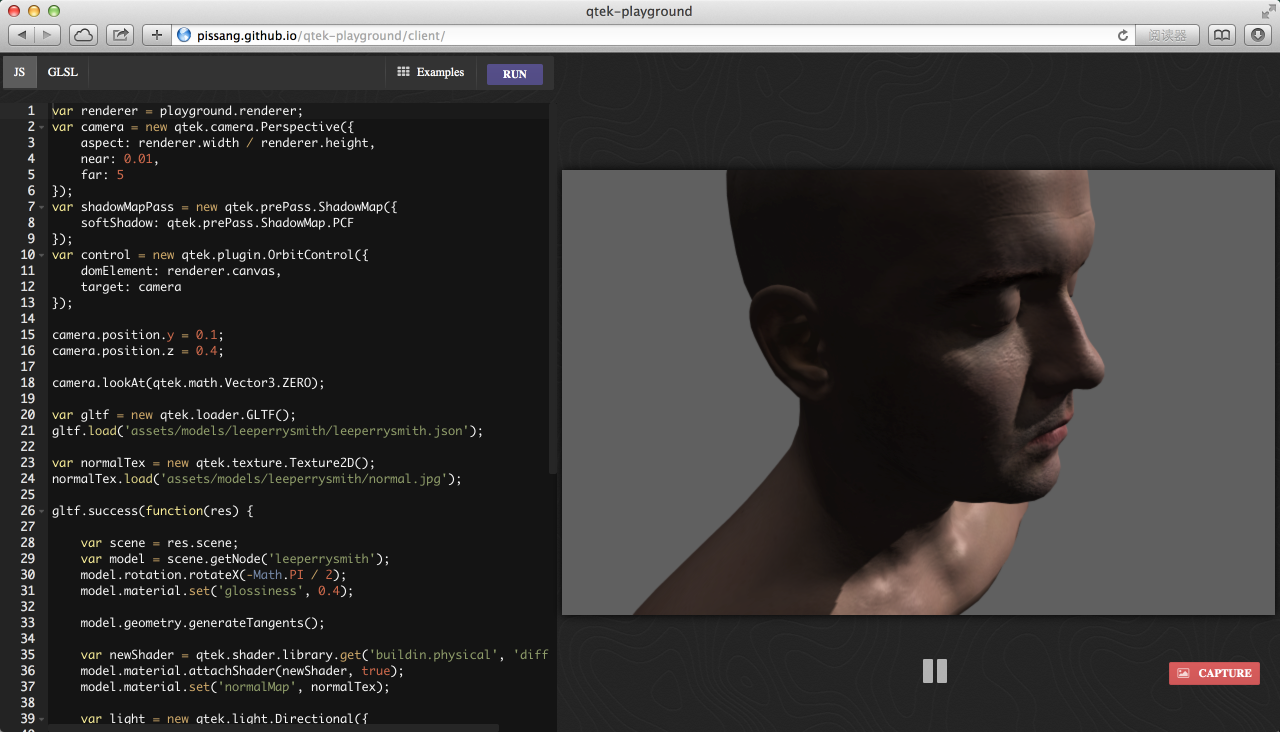 qtek-playground
pissang.github.io/qtek-playground/client/
阅读器
JS GLSL Examples RUN
1 var renderer = playground.renderer;
2 var camera = new qtek.camera.Perspective({
3 aspect: renderer.width / renderer.height,
4 near: 0.01,
5 far: 5
6 });
7 var shadowMapPass = new qtek.prePass.ShadowMap({
8 softShadow: qtek.prePass.ShadowMap.PCF
9 });
10 var control = new qtek.plugin.OrbitControl({
11 domElement: renderer.canvas,
12 target: camera
13 });
14
15 camera.position.y = 0.1;
16 camera.position.z = 0.4;
17
18 camera.lookAt(qtek.math.Vector3.ZERO);
19
20 var gltf = new qtek.loader.GLTF();
21 gltf.load('assets/models/leeperrysmith/leeperrysmith.json');
22
23 var normalTex = new qtek.texture.Texture2D();
24 normalTex.load('assets/models/leeperrysmith/normal.jpg');
25
26 gltf.success(function(res) {
27
28 var scene = res.scene;
29 var model = scene.getNode('leeperrysmith');
30 model.rotation.rotateX(-Math.PI / 2);
31 model.material.set('glossiness', 0.4);
32
33 model.geometry.generateTangents();
34
35 var newShader = qtek.shader.library.get('buildin.physical', 'diff
36 model.material.attachShader(newShader, true);
37 model.material.set('normalMap', normalTex);
38
39 var light = new qtek.light.Directional({
CAPTURE